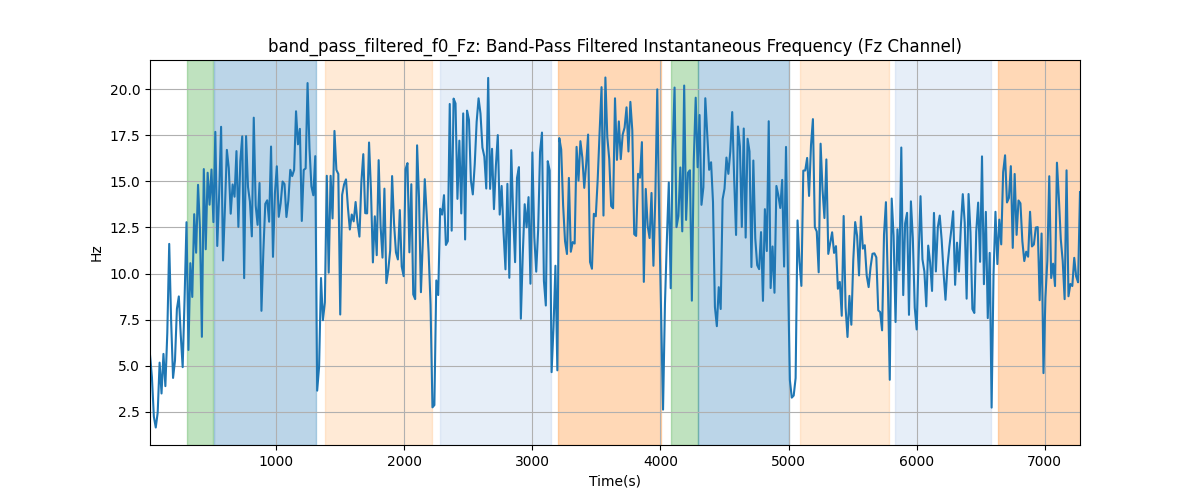 band_pass_filtered_f0_Fz: Band-Pass Filtered Instantaneous Frequency (Fz Channel)
20.0
17.5
15.0
12.5
10.0
7.5
5.0
2.5
Hz
1000 2000 3000 4000 5000 6000 7000
Time(s)